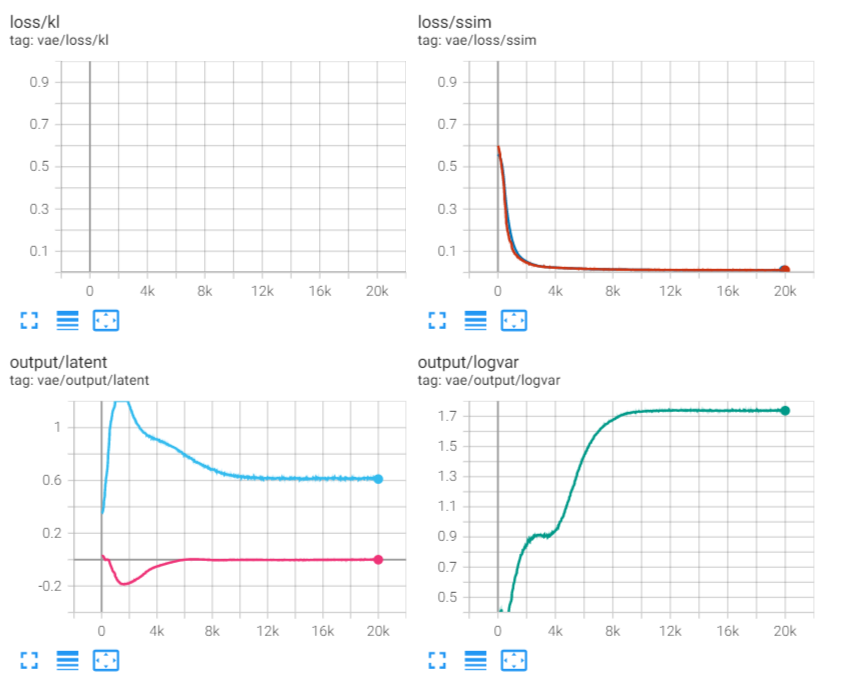 loss/kl
tag: vae/loss/kl
0.9
0.7
0.5
0.3
0.1
0 4k 8k 12k 16k 20k
loss/ssim
tag: vae/loss/ssim
0.9
0.7
0.5
0.3
0.1
0 4k 8k 12k 16k 20k
output/latent
tag: vae/output/latent
1
0.6
0.2
-0.2
0 4k 8k 12k 16k 20k
output/logvar
tag: vae/output/logvar
1.7
1.5
1.3
1.1
0.9
0.7
0.5
0 4k 8k 12k 16k 20k